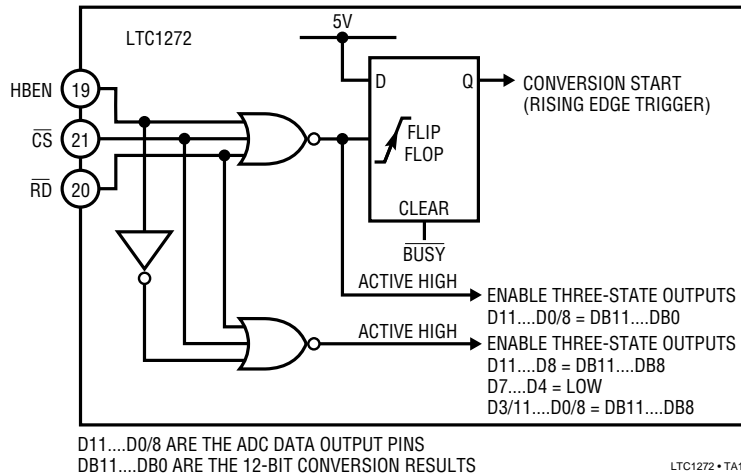 LTC1272
5V
HBEN
19
CS
21
RD
20
D
Q
CONVERSION START
(RISING EDGE TRIGGER)
FLIP
FLOP
CLEAR
BUSY
ACTIVE HIGH
ENABLE THREE-STATE OUTPUTS
D11....D0/8 = DB11....DB0
ACTIVE HIGH
ENABLE THREE-STATE OUTPUTS
D11....D8 = DB11....DB8
D7....D4 = LOW
D3/11....D0/8 = DB11....DB8
D11....D0/8 ARE THE ADC DATA OUTPUT PINS
DB11....DB0 ARE THE 12-BIT CONVERSION RESULTS
LTC1272 • TA1